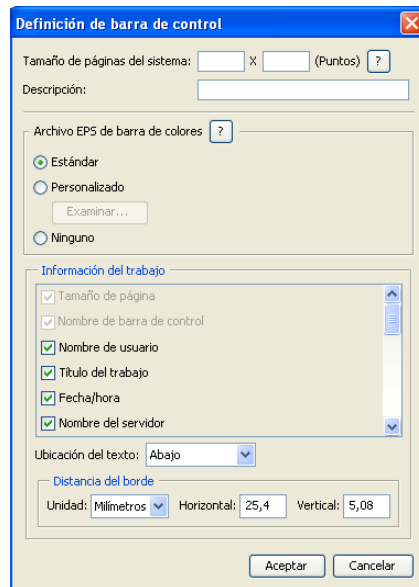 Definición de barra de control
Tamaño de páginas del sistema: X (Puntos) ?
Descripción:
Archivo EPS de barra de colores ?
Estándar
Personalizado
Examinar...
Ninguno
Información del trabajo
Tamaño de página
Nombre de barra de control
Nombre de usuario
Título del trabajo
Fecha/hora
Nombre del servidor
Ubicación del texto: Abajo
Distancia del borde
Unidad: Milímetros Horizontal: 25,4 Vertical: 5,08
Aceptar Cancelar